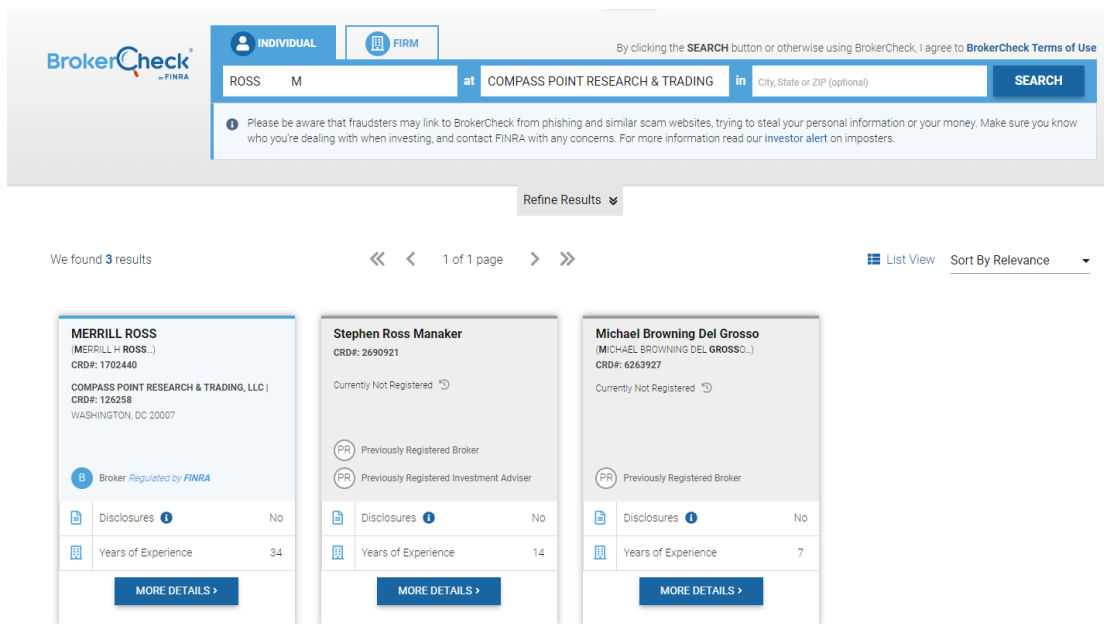 INDIVIDUAL
FIRM
By clicking the SEARCH button or otherwise using BrokerCheck, I agree to BrokerCheck Terms of Use
BrokerCheck
by FINRA
ROSS M at COMPASS POINT RESEARCH & TRADING in City, State or ZIP (optional) SEARCH
Please be aware that fraudsters may link to BrokerCheck from phishing and similar scam websites, trying to steal your personal information or your money. Make sure you know
who you're dealing with when investing, and contact FINRA with any concerns. For more information read our investor alert on imposters.
Refine Results
We found 3 results
1 of 1 page
List View
Sort By Relevance
MERRILL ROSS
(MERRILL H ROSS...)
CRD#: 1702440
COMPASS POINT RESEARCH & TRADING, LLC |
CRD#: 126258
WASHINGTON, DC 20007
B Broker Regulated by FINRA
Disclosures No
Years of Experience 34
MORE DETAILS
Stephen Ross Manaker
CRD#: 2690921
Currently Not Registered
PR Previously Registered Broker
PR Previously Registered Investment Adviser
Disclosures No
Years of Experience 14
MORE DETAILS
Michael Browning Del Grosso
(MICHAEL BROWNING DEL GROSSO...)
CRD#: 6263927
Currently Not Registered
PR Previously Registered Broker
Disclosures No
Years of Experience 7
MORE DETAILS